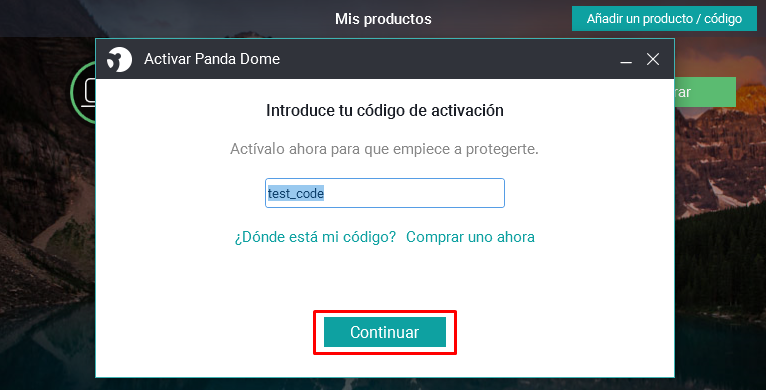 Mis productos
Añadir un producto / código
Activar Panda Dome
Introduce tu código de activación
Actívalo ahora para que empiece a protegerte.
test_code
¿Dónde está mi código? Comprar uno ahora
Continuar